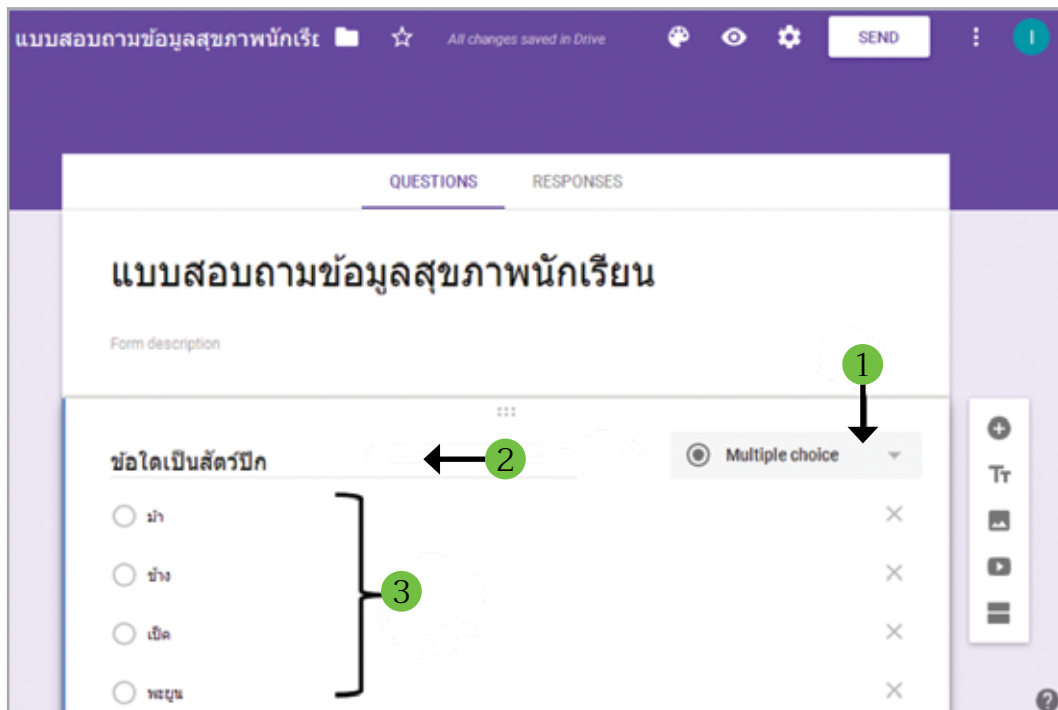 แบบสอบถามข้อมูลสุขภาพนักเรีย All changes saved in Drive SEND I
QUESTIONS RESPONSES
แบบสอบถามข้อมูลสุขภาพนักเรียน
Form description
1
ข้อใดเป็นสัตว์ปีก 2 Multiple choice
ม้า
ช้าง
3
เป็ด
พะยูน